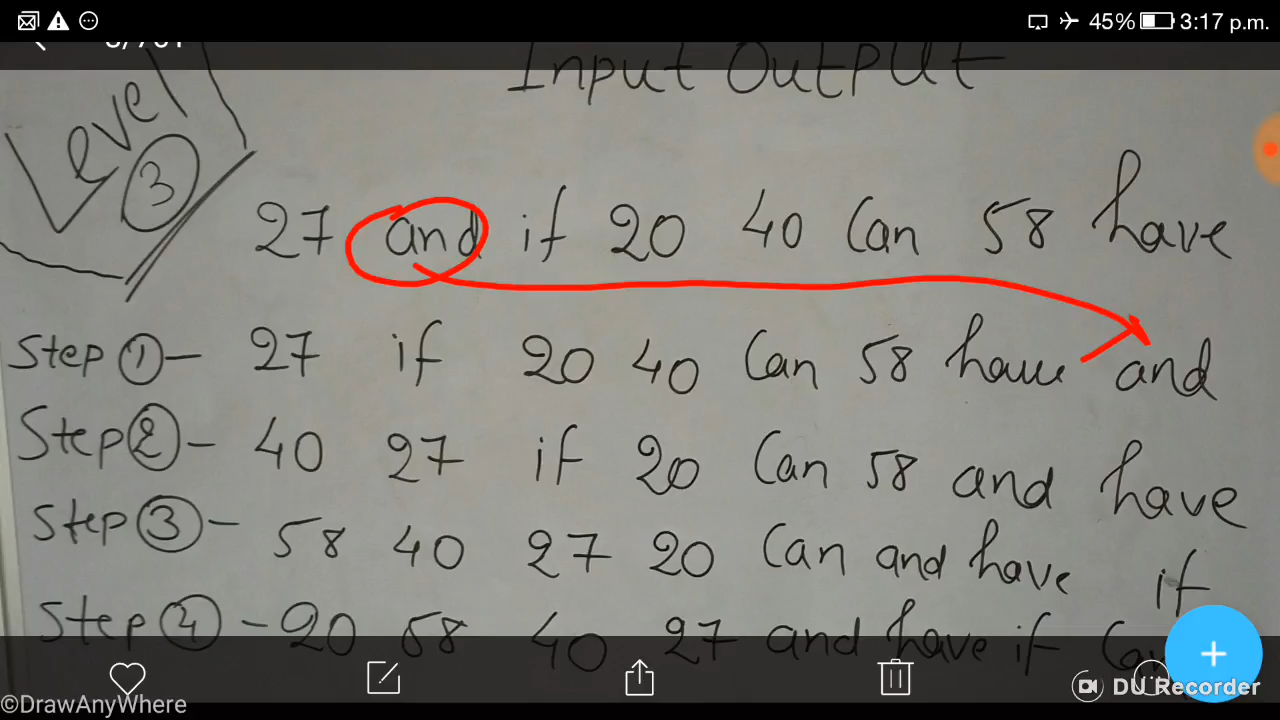 45% 3:17 p.m.
Input Output
Level
3
27 and if 20 40 Can 58 have
Step ① - 27 if 20 40 Can 58 have and
Step ② - 40 27 if 20 Can 58 and have
Step ③ - 58 40 27 20 Can and have if
Step ④ - 20 58 40 27 and have if
DU Recorder
©DrawAnyWhere